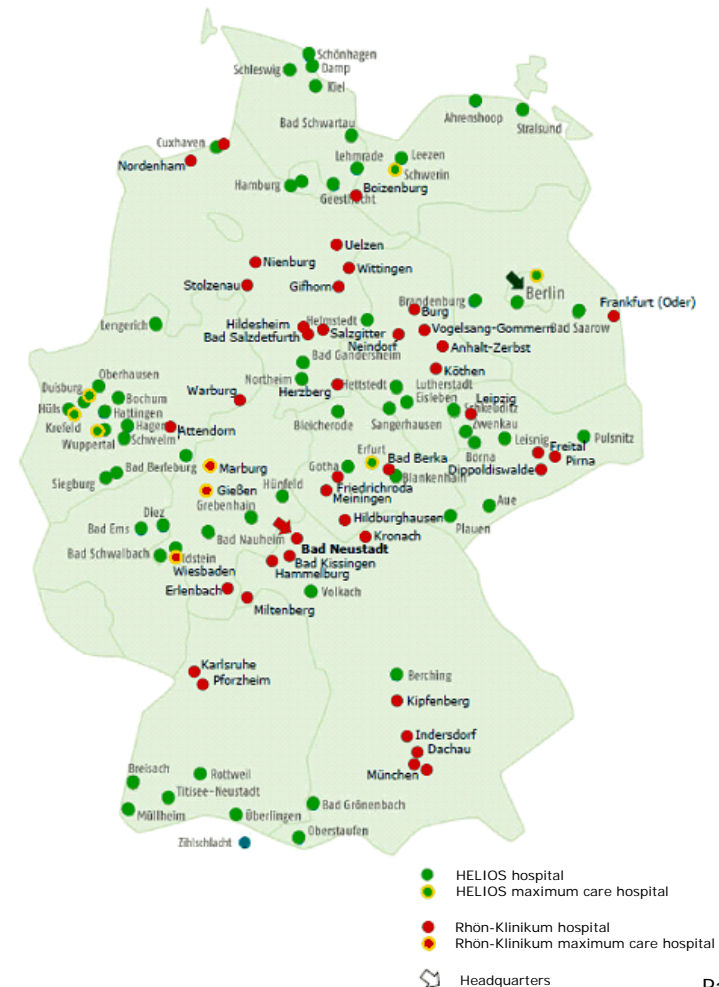 Schönhagen
Schleswig
Damp
Kiel
Ahrenshoop
Stralsund
Bad Schwartau
Cuxhaven
Nordenham
Lehmrade
Leezen
Schwerin
Hamburg
Boizenburg
Geesthacht
Uelzen
Nienburg
Wittingen
Stolzenau
Gifhorn
Berlin
Brandenburg
Burg
Frankfurt (Oder)
Lengerich
Hildesheim
Helmstedt
Vogelsang-Gommern
Bad Saarow
Bad Salzdetfurth
Salzgitter
Neindorf
Anhalt-Zerbst
Bad Gandersheim
Köthen
Oberhausen
Duisburg
Northeim
Hettstedt
Lutherstadt
Eisleben
Warburg
Herzberg
Bochum
Leipzig
Schkeuditz
Hüls
Hattingen
Krefeld
Hagen
Attendorn
Bleicherode
Sangerhausen
Zwenkau
Wuppertal
Schwelm
Borna
Leisnig
Pulsnitz
Freital
Pirna
Dippoldiswalde
Bad Berleburg
Marburg
Gotha
Erfurt
Bad Berka
Blankenhain
Siegburg
Gießen
Hünfeld
Friedrichroda
Meiningen
Grebenhain
Aue
Diez
Bad Ems
Bad Nauheim
Hildburghausen
Plauen
Kronach
Bad Schwalbach
Idstein
Bad Neustadt
Wiesbaden
Bad Kissingen
Hammelburg
Erlenbach
Volkach
Miltenberg
Karlsruhe
Pforzheim
Berching
Kipfenberg
Indersdorf
Dachau
München
Breisach
Rottweil
Titisee-Neustadt
Müllheim
Überlingen
Bad Grönenbach
Oberstaufen
Zihlschlacht
HELIOS hospital
HELIOS maximum care hospital
Rhön-Klinikum hospital
Rhön-Klinikum maximum care hospital
Headquarters